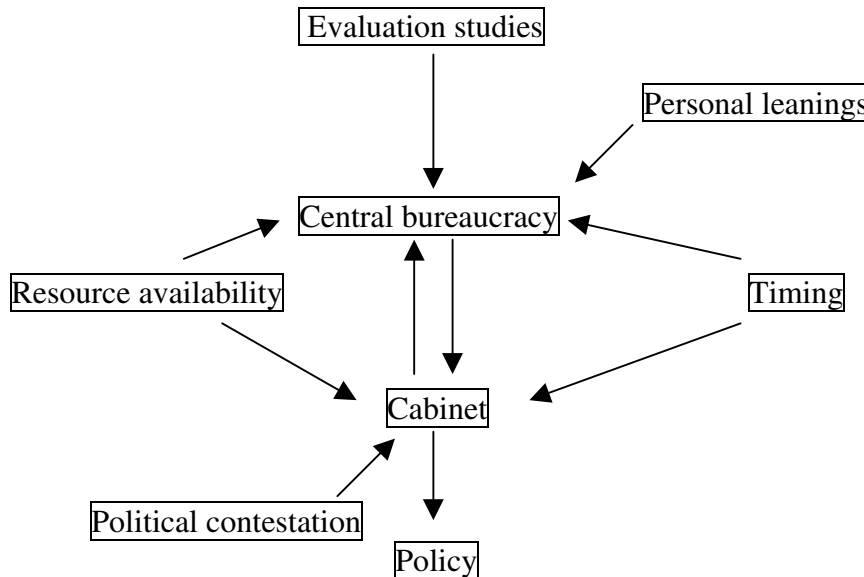 Evaluation studies
Personal leanings
Central bureaucracy
Resource availability
Timing
Cabinet
Political contestation
Policy